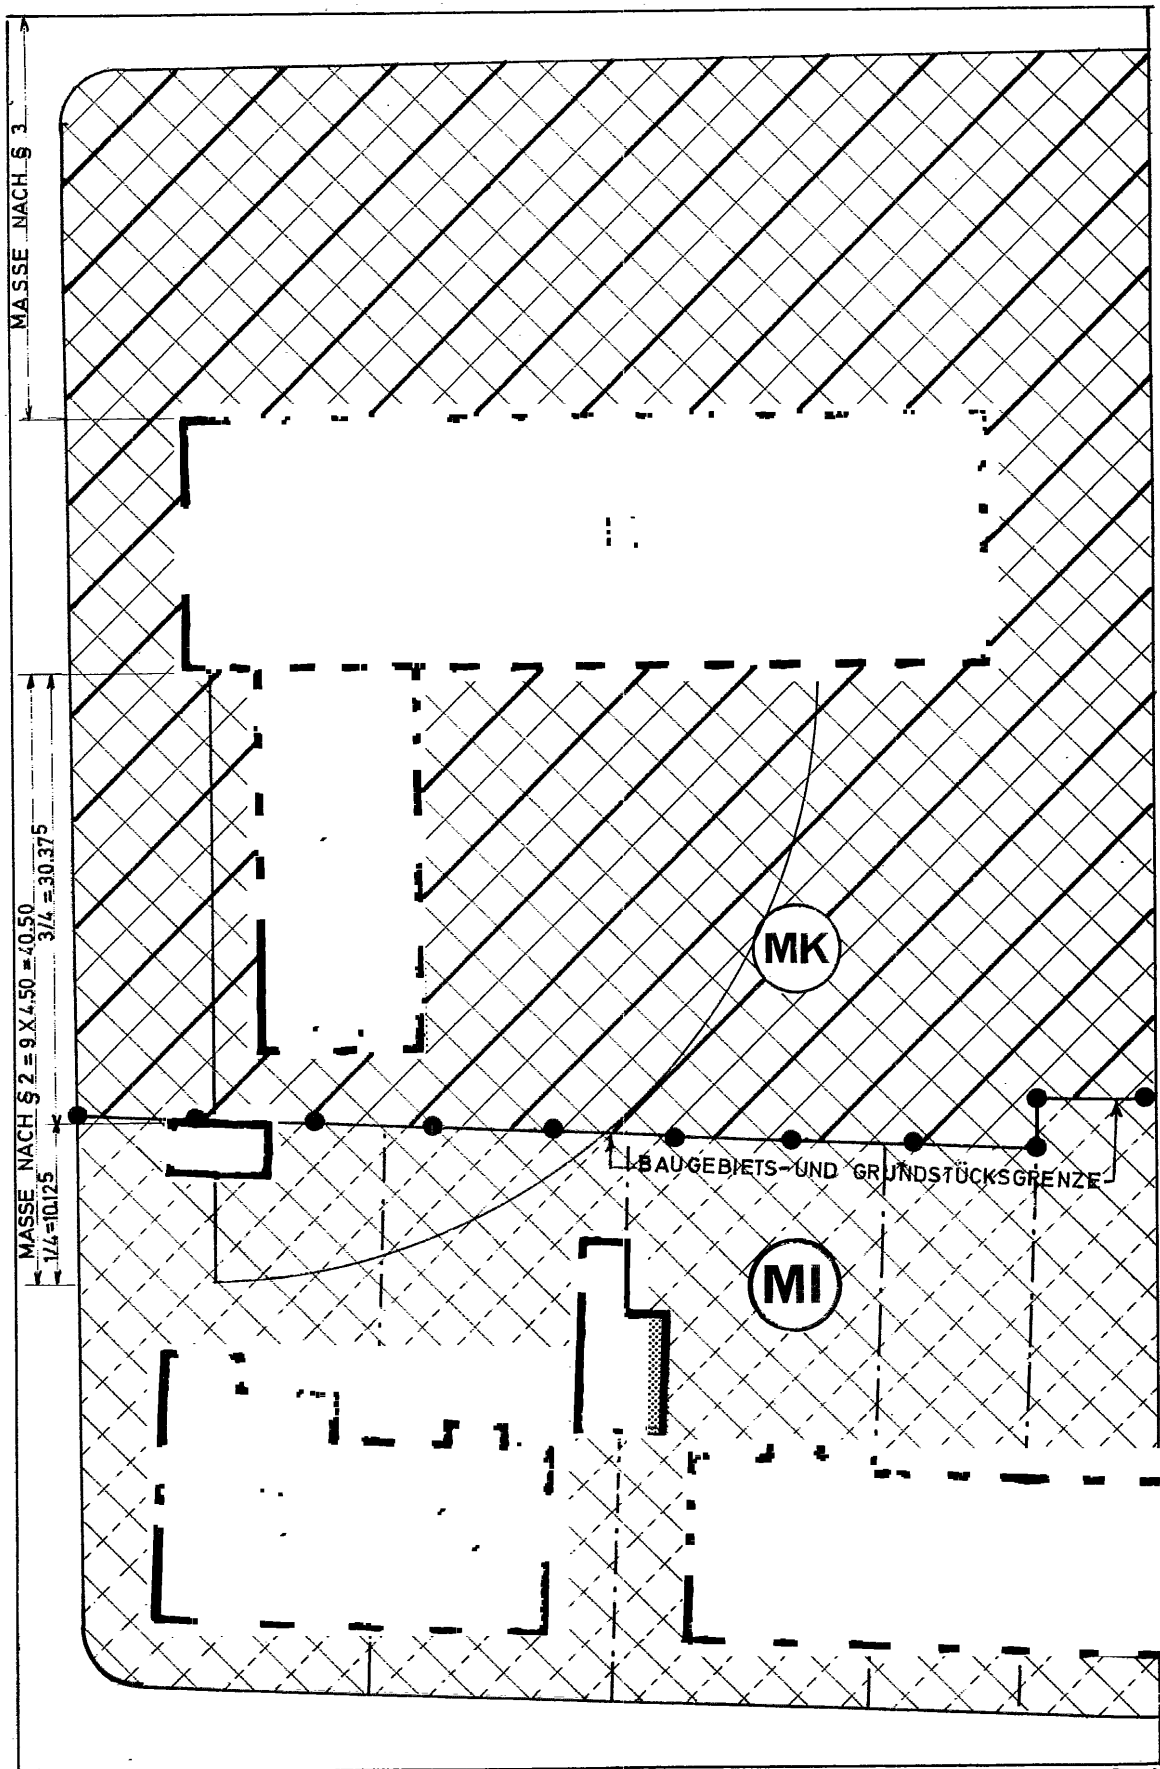 MASSE NACH § 3
MASSE NACH § 2 = 9 X 4.50 = 40.50
3/4 = 30.375
1/4=10.125
MK
BAUGEBIETS-UND GRUNDSTÜCKSGRENZE
MI